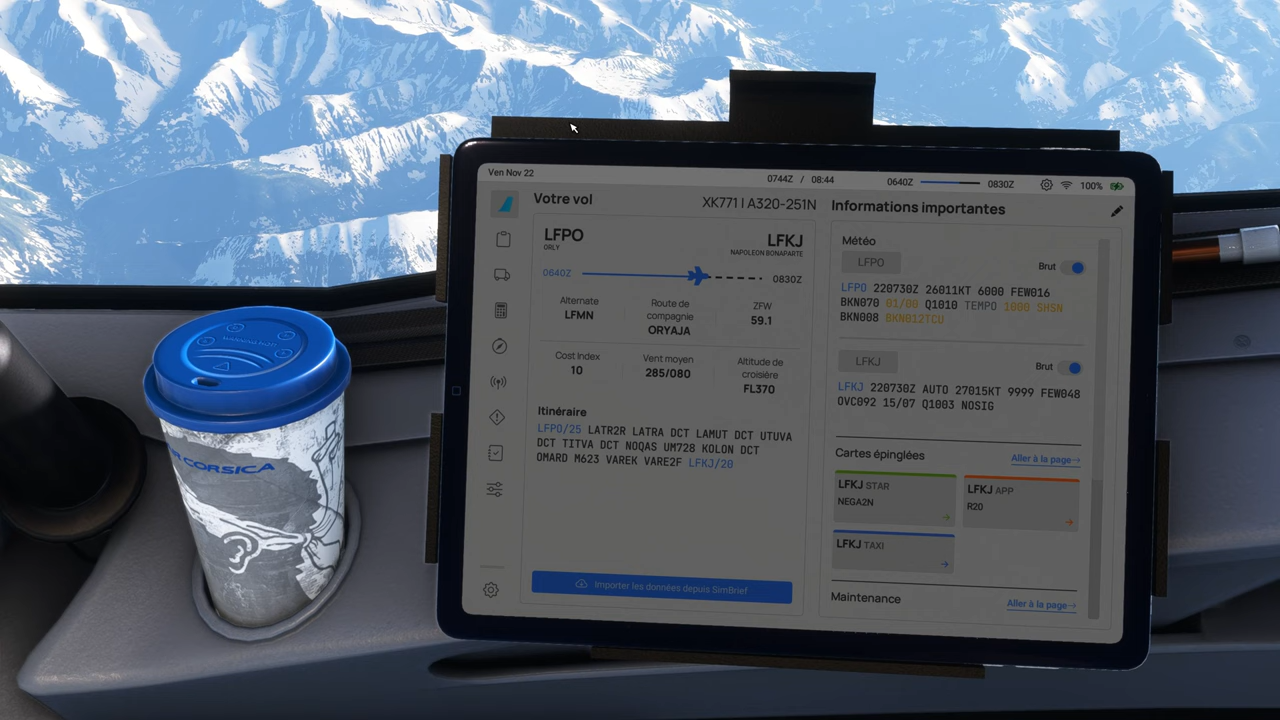 Ven Nov 22
0744Z / 08:44
0640Z 0830Z
100%
Votre vol
XK771 | A320-251N
LFPO
ORLY
LFKJ
NAPOLEON BONAPARTE
0640Z
0830Z
Alternate
LFMN
Route de
compagnie
ORYAJA
ZFW
59.1
Cost Index
10
Vent moyen
285/080
Altitude de
croisière
FL370
Itinéraire
LFPO/25 LATR2R LATRA DCT LAMUT DCT UTUVA
DCT TITVA DCT NOQAS UM728 KOLON DCT
OMARD M623 VAREK VARE2F LFKJ/20
Importer les données depuis SimBrief
Informations importantes
Météo
LFPO
Brut
LFPO 220730Z 26011KT 6000 FEW016
BKN070 01/00 Q1010 TEMPO 1000 SHSN
BKN008 BKN012TCU
LFKJ
Brut
LFKJ 220730Z AUTO 27015KT 9999 FEW048
OVC092 15/07 Q1003 NOSIG
Cartes épinglées
Aller à la page→
LFKJ STAR
NEGA2N
→
LFKJ APP
R20
→
LFKJ TAXI
→
Maintenance
Aller à la page→
CORSICA